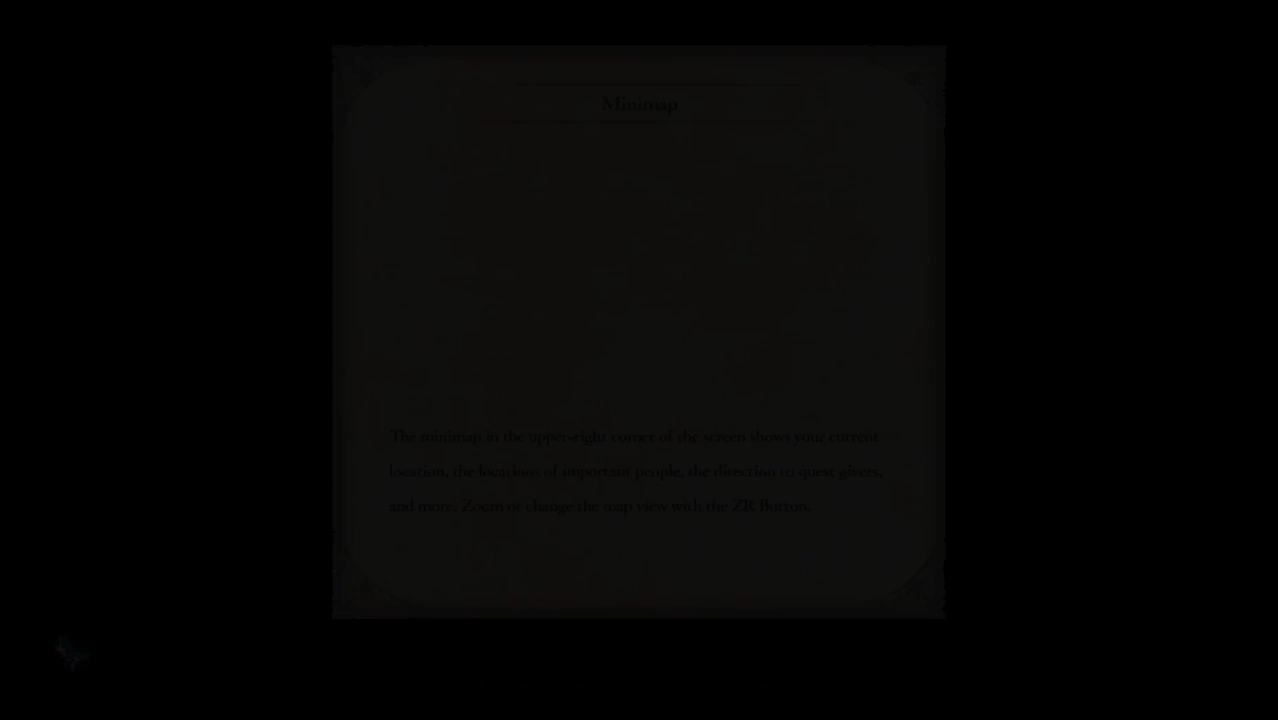 Minimap
The minimap in the upper-right corner of the screen shows your current
location, the locations of important people, the direction to quest givers,
and more. Zoom or change the map view with the ZR Button.